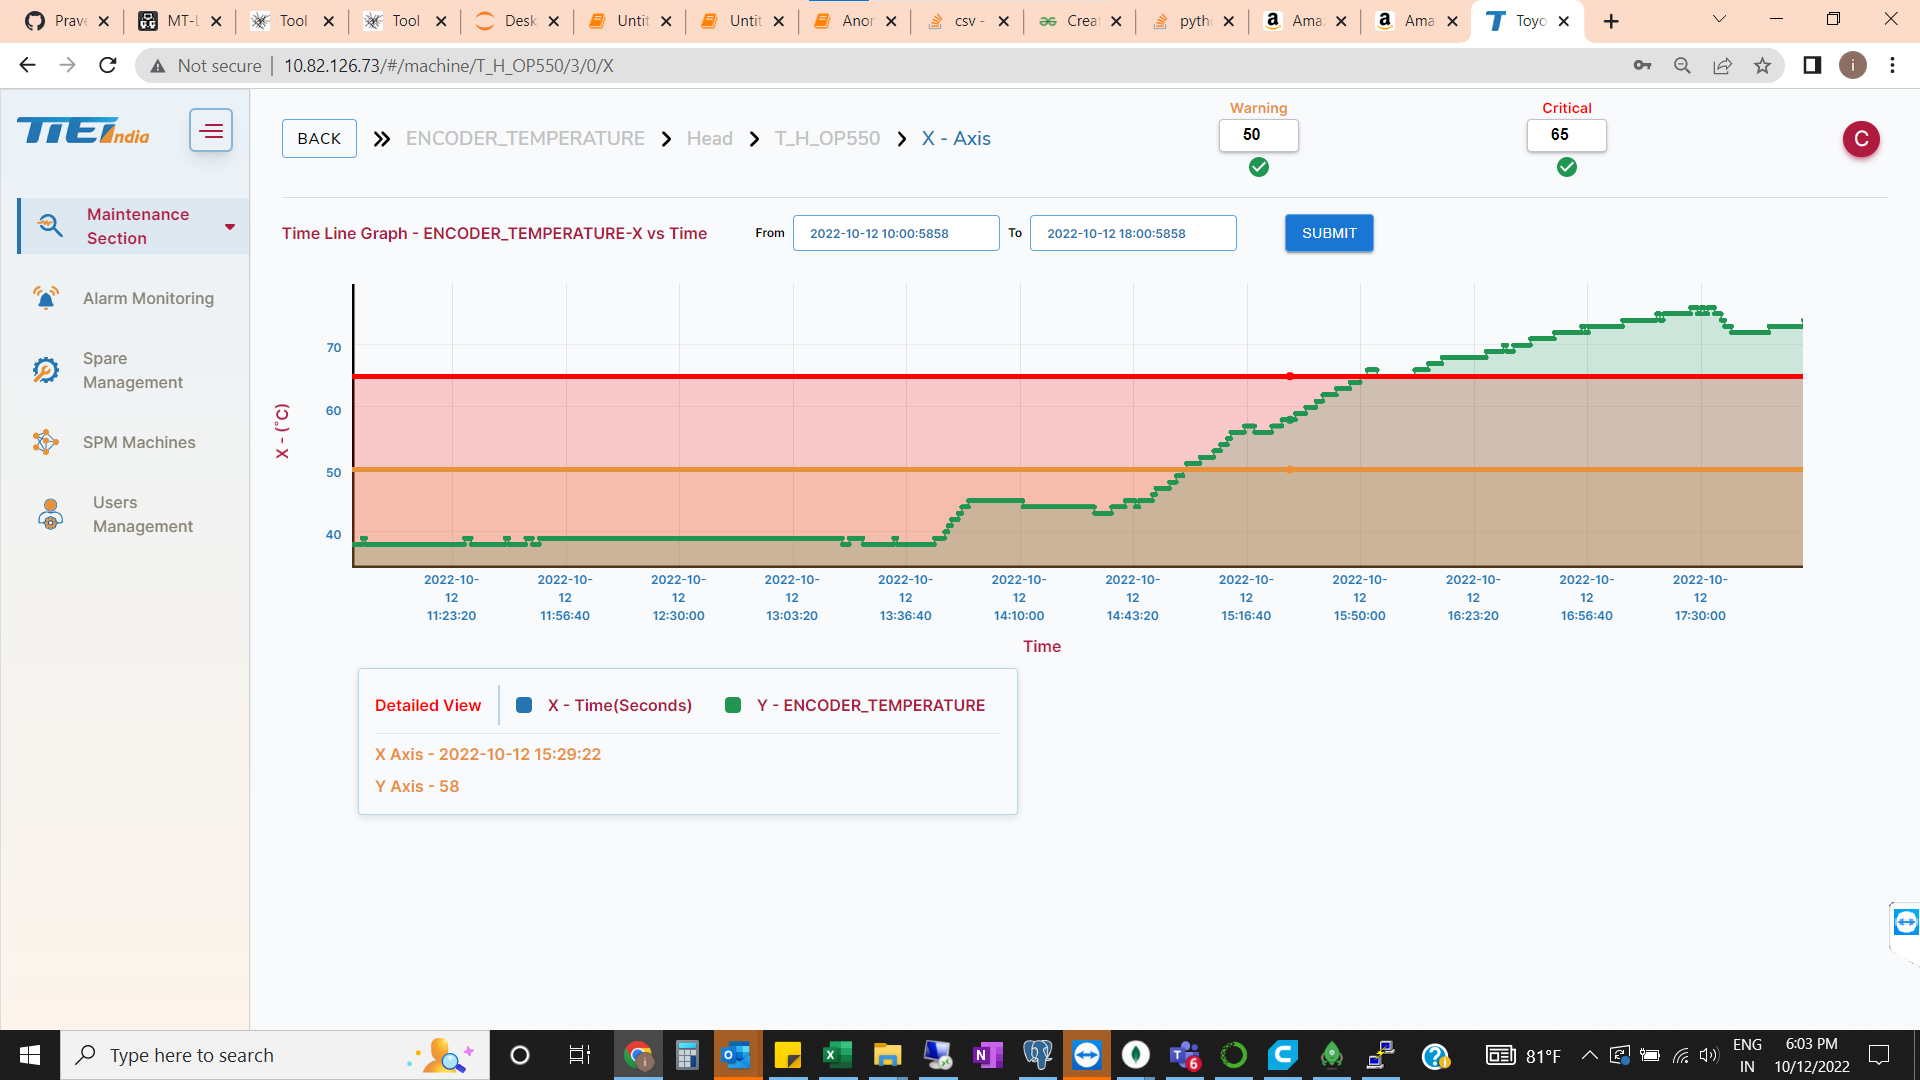 Prave
MT-L
Tool
Tool
Desk
Untit
Untit
Anor
csv -
Creat
pyth
Ama
Ama
Toyo
Not secure
10.82.126.73/#/machine/T_H_OP550/3/0/X
i
TIEI India
BACK
ENCODER_TEMPERATURE
Head
T_H_OP550
X - Axis
Warning
50
Critical
65
C
Maintenance
Section
Alarm Monitoring
Spare
Management
SPM Machines
Users
Management
Time Line Graph - ENCODER_TEMPERATURE-X vs Time
From
2022-10-12 10:00:5858
To
2022-10-12 18:00:5858
SUBMIT
X - (°C)
70
60
50
40
2022-10-
12
11:23:20
2022-10-
12
11:56:40
2022-10-
12
12:30:00
2022-10-
12
13:03:20
2022-10-
12
13:36:40
2022-10-
12
14:10:00
2022-10-
12
14:43:20
2022-10-
12
15:16:40
2022-10-
12
15:50:00
2022-10-
12
16:23:20
2022-10-
12
16:56:40
2022-10-
12
17:30:00
Time
Detailed View
X - Time(Seconds)
Y - ENCODER_TEMPERATURE
X Axis - 2022-10-12 15:29:22
Y Axis - 58
Type here to search
6
81°F
ENG
IN
6:03 PM
10/12/2022